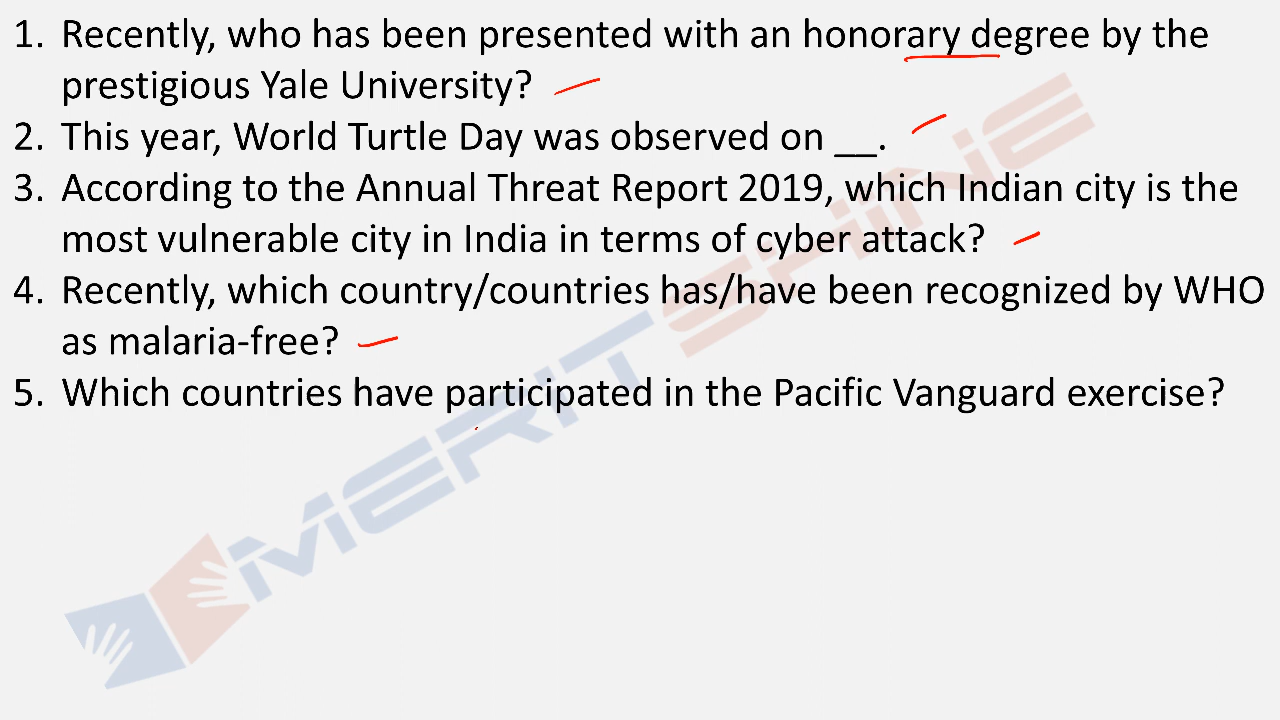 1. Recently, who has been presented with an honorary degree by the
prestigious Yale University?
2. This year, World Turtle Day was observed on __.
3. According to the Annual Threat Report 2019, which Indian city is the
most vulnerable city in India in terms of cyber attack?
4. Recently, which country/countries has/have been recognized by WHO
as malaria-free?
5. Which countries have participated in the Pacific Vanguard exercise?
MERITSHINE